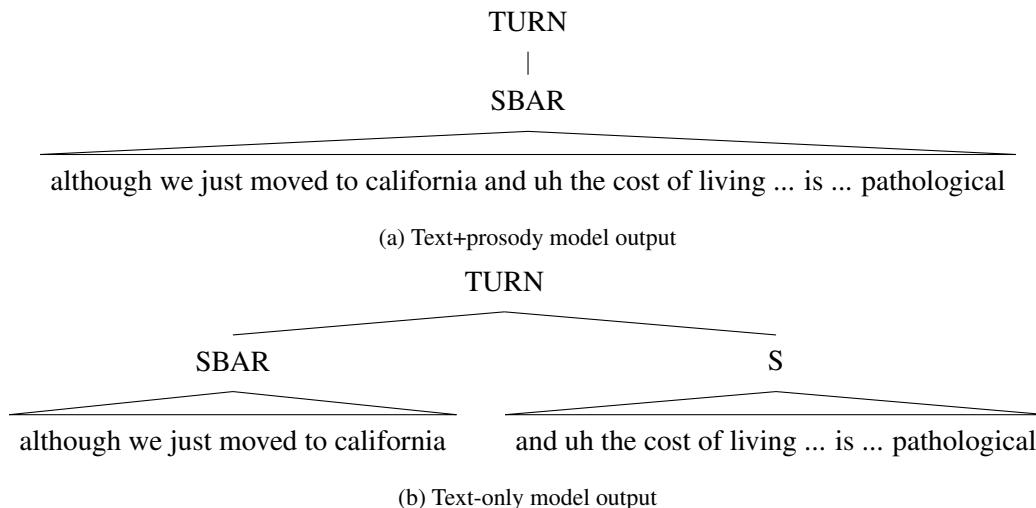 TURN
SBAR
although we just moved to california and uh the cost of living ... is ... pathological
(a) Text+prosody model output
TURN
SBAR S
although we just moved to california and uh the cost of living ... is ... pathological
(b) Text-only model output